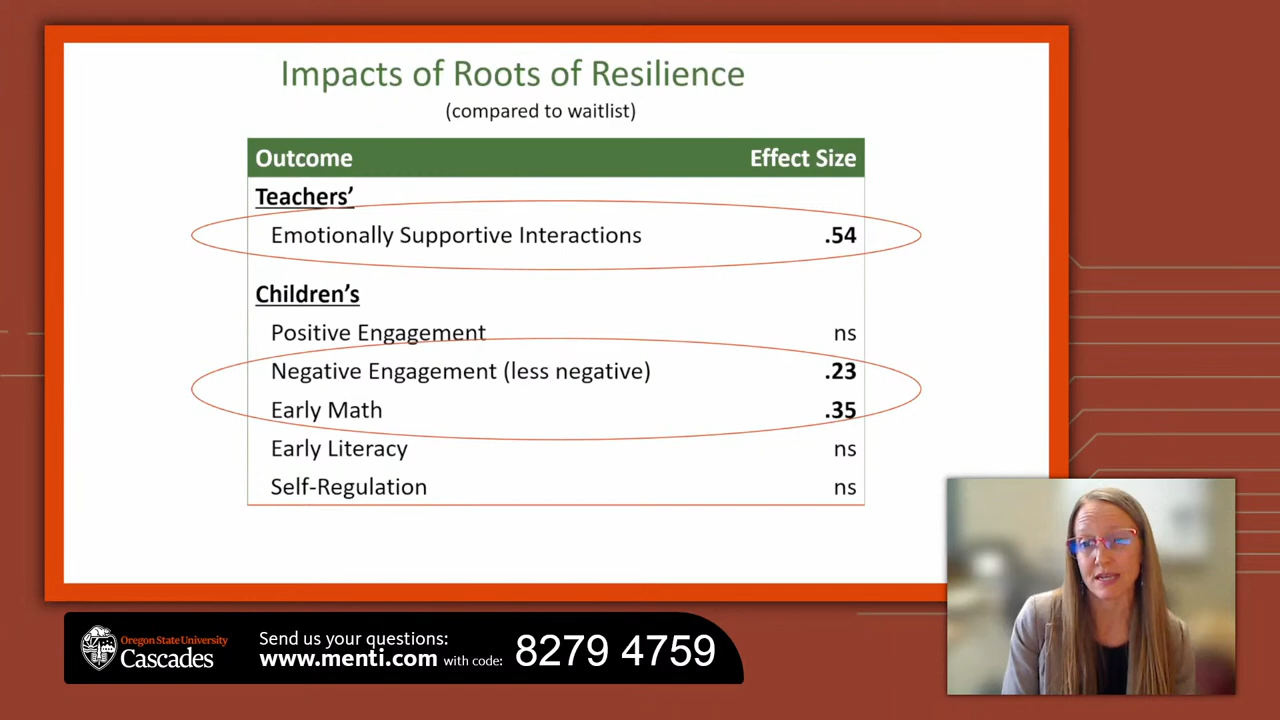 Impacts of Roots of Resilience
(compared to waitlist)
Outcome Effect Size
Teachers’
Emotionally Supportive Interactions .54
Children’s
Positive Engagement ns
Negative Engagement (less negative) .23
Early Math .35
Early Literacy ns
Self-Regulation ns
Oregon State University
Cascades
Send us your questions:
www.menti.com with code:
8279 4759